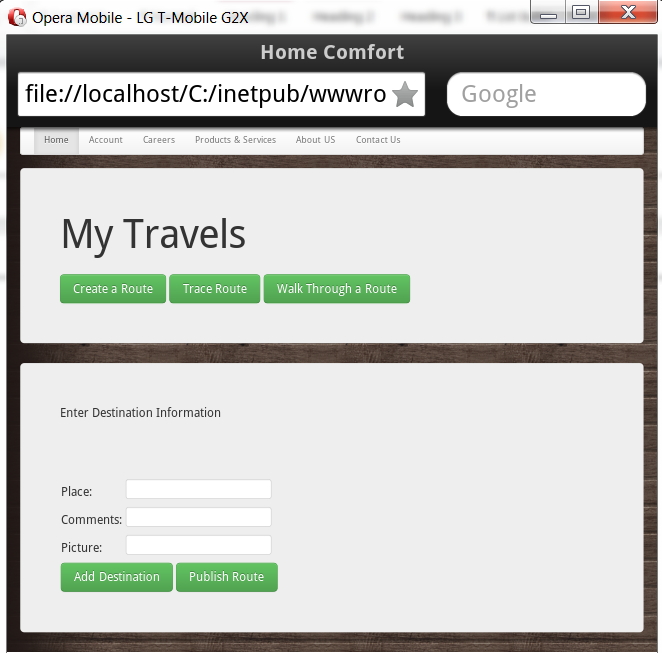 Opera Mobile - LG T-Mobile G2X
Home Comfort
file://localhost/C:/inetpub/wwwro Google
Home Account Careers Products & Services About US Contact Us
My Travels
Create a Route Trace Route Walk Through a Route
Enter Destination Information
Place:
Comments:
Picture:
Add Destination Publish Route